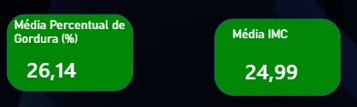 Média Percentual de
Gordura (%)
26,14
Média IMC
24,99